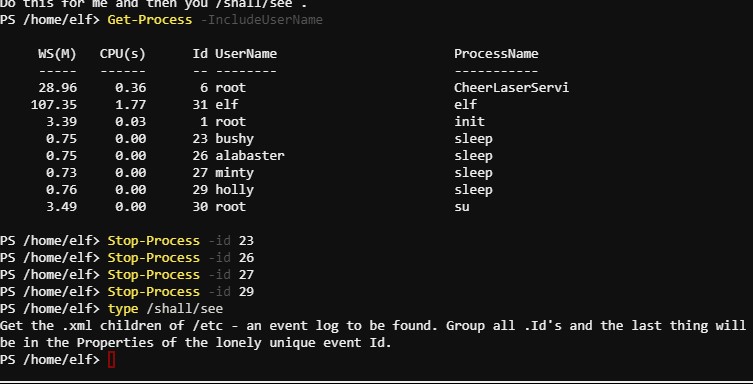 Do this for me and then you /shall/see .
PS /home/elf> Get-Process -IncludeUserName
WS(M) CPU(s) Id UserName ProcessName
----- ------ -- -------- -----------
28.96 0.36 6 root CheerLaserServi
107.35 1.77 31 elf elf
3.39 0.03 1 root init
0.75 0.00 23 bushy sleep
0.75 0.00 26 alabaster sleep
0.73 0.00 27 minty sleep
0.76 0.00 29 holly sleep
3.49 0.00 30 root su
PS /home/elf> Stop-Process -id 23
PS /home/elf> Stop-Process -id 26
PS /home/elf> Stop-Process -id 27
PS /home/elf> Stop-Process -id 29
PS /home/elf> type /shall/see
Get the .xml children of /etc - an event log to be found. Group all .Id's and the last thing will
be in the Properties of the lonely unique event Id.
PS /home/elf>